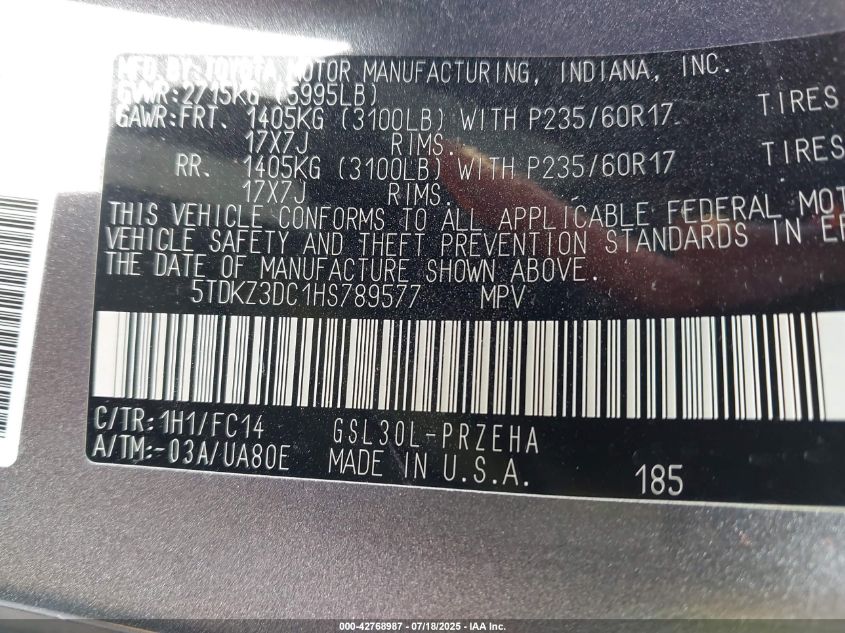 MFD BY:TOYOTA MOTOR MANUFACTURING, INDIANA, INC.
GVWR:2715KG (5995LB)
GAWR:FRT. 1405KG (3100LB) WITH P235/60R17 TIRES
17X7J RIMS.
RR. 1405KG (3100LB) WITH P235/60R17 TIRES
17X7J RIMS.
THIS VEHICLE CONFORMS TO ALL APPLICABLE FEDERAL MOT
VEHICLE SAFETY AND THEFT PREVENTION STANDARDS IN EF
THE DATE OF MANUFACTURE SHOWN ABOVE.
5TDKZ3DC1HS789577 MPV
C/TR:1H1/FC14 GSL30L-PRZEHA
A/TM:-03A/UA80E MADE IN U.S.A. 185
000-42768987 - 07/18/2025 - IAA Inc.